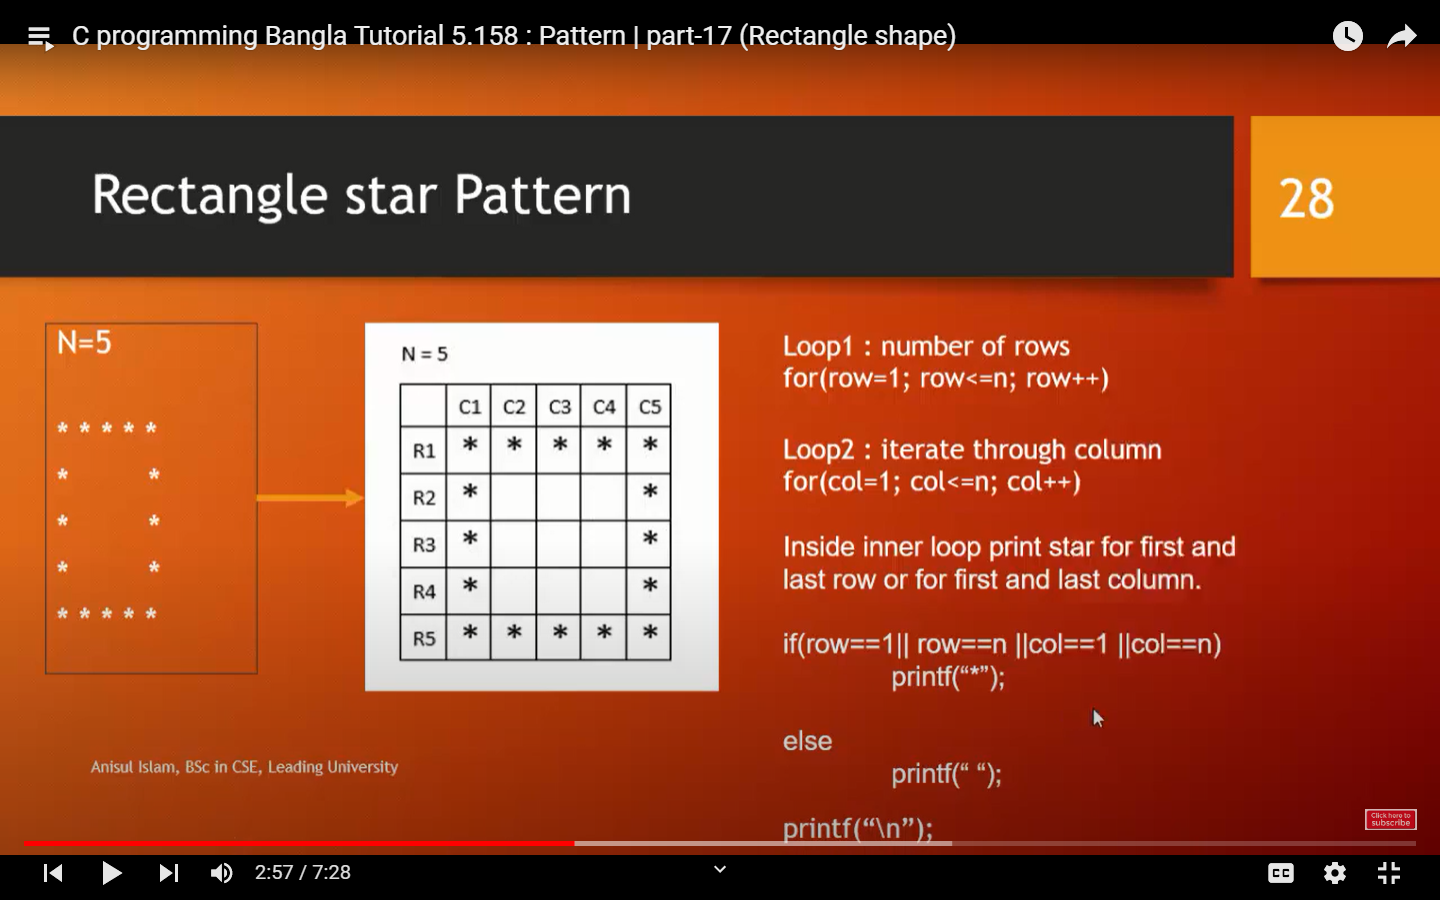 C programming Bangla Tutorial 5.158 : Pattern | part-17 (Rectangle shape)
Rectangle star Pattern
28
N=5
* * * * *
* *
* *
* *
* * * * *
N = 5
C1 C2 C3 C4 C5
R1 * * * * *
R2 * *
R3 * *
R4 * *
R5 * * * * *
Loop1 : number of rows
for(row=1; row<=n; row++)
Loop2 : iterate through column
for(col=1; col<=n; col++)
Inside inner loop print star for first and
last row or for first and last column.
if(row==1|| row==n ||col==1 ||col==n)
printf(“*”);
else
printf(“ “);
printf(“\n”);
Anisul Islam, BSc in CSE, Leading University
Click here to
subscribe
2:57 / 7:28
CC